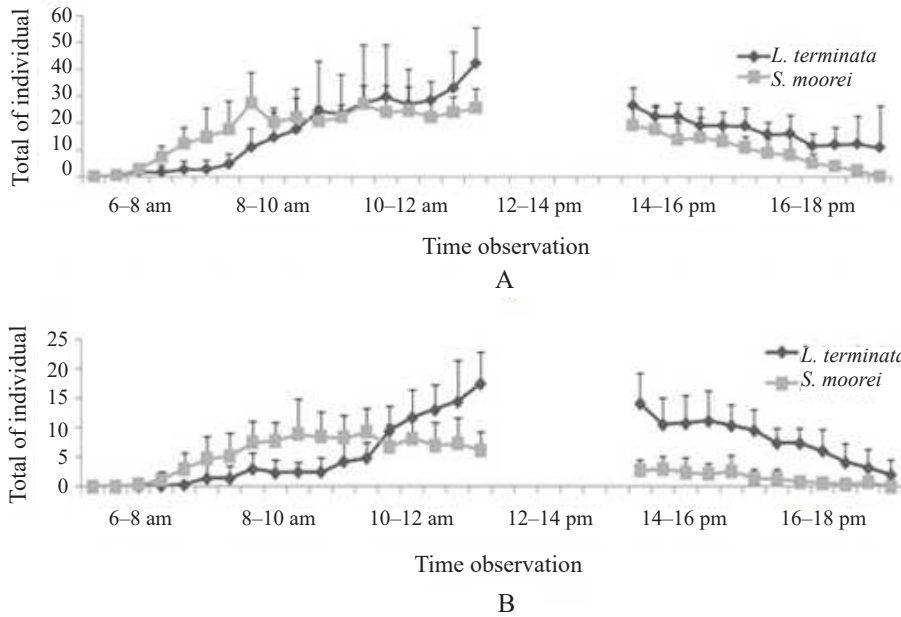 60
50
40
30
20
10
0
Total of individual
L. terminata
S. moorei
6–8 am 8–10 am 10–12 am 12–14 pm 14–16 pm 16–18 pm
Time observation
A
25
20
15
10
5
0
Total of individual
L. terminata
S. moorei
6–8 am 8–10 am 10–12 am 12–14 pm 14–16 pm 16–18 pm
Time observation
B